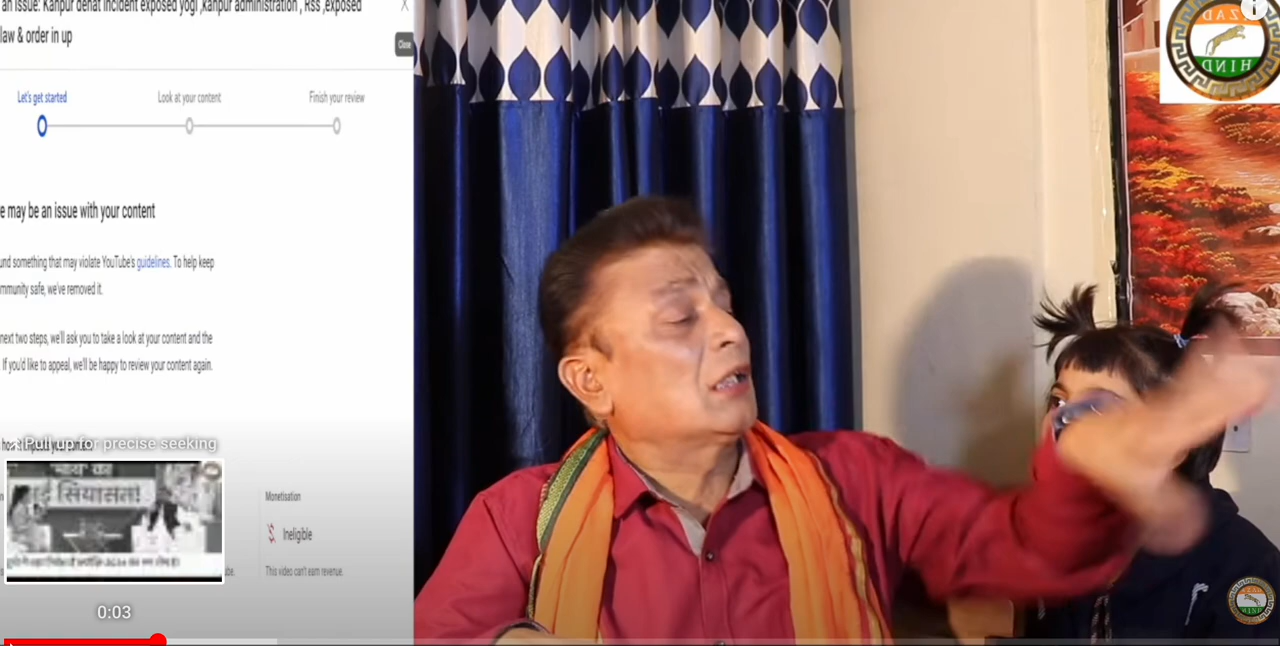 an issue: Kanpur dehat incident exposed yogi ,kanpur administration , Rss ,exposed
law & order in up
Close
Let's get started
Look at your content
Finish your review
e may be an issue with your content
und something that may violate YouTube's guidelines. To help keep
mmunity safe, we've removed it.
next two steps, we'll ask you to take a look at your content and the
If you'd like to appeal, we'll be happy to review your content again.
Pull up for precise seeking
सियासत!
Monetisation
Ineligible
This video can't earn revenue.
0:03
HIND